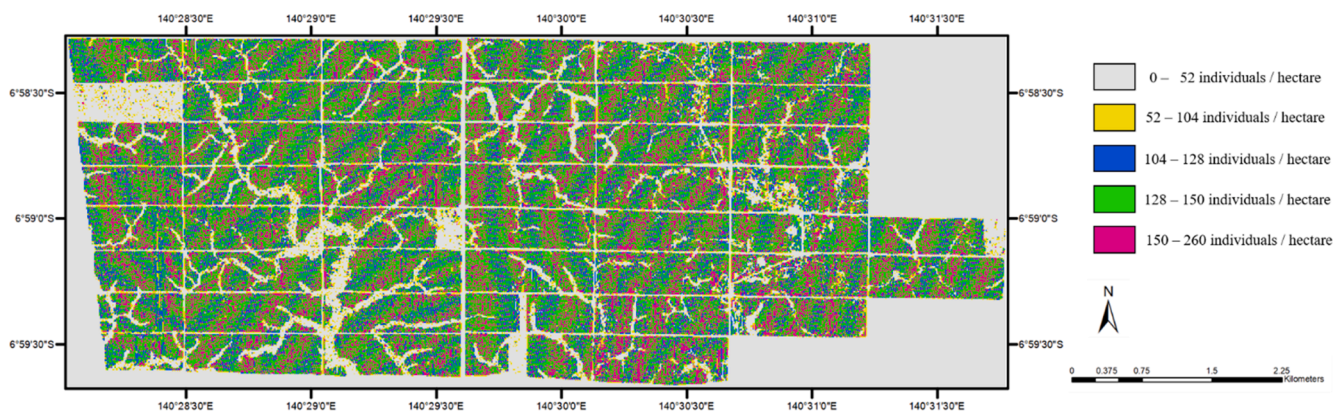 140°28'30"E 140°29'0"E 140°29'30"E 140°30'0"E 140°30'30"E 140°31'0"E 140°31'30"E
6°58'30"S 6°58'30"S
6°59'0"S 6°59'0"S
6°59'30"S 6°59'30"S
140°28'30"E 140°29'0"E 140°29'30"E 140°30'0"E 140°30'30"E 140°31'0"E 140°31'30"E
0 – 52 individuals / hectare
52 – 104 individuals / hectare
104 – 128 individuals / hectare
128 – 150 individuals / hectare
150 – 260 individuals / hectare
N
0 0.375 0.75 1.5 2.25
Kilometers